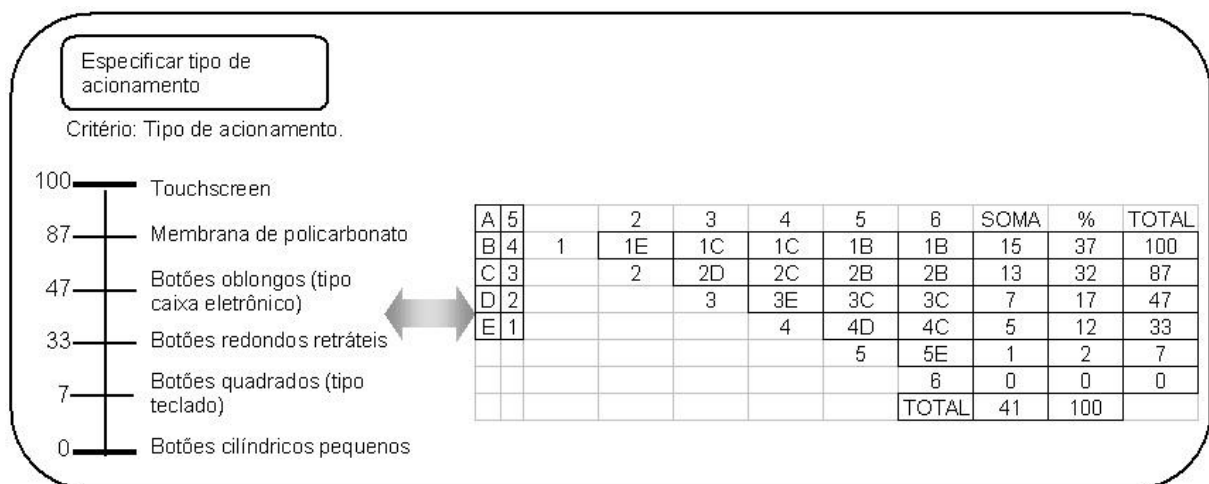 Especificar tipo de
acionamento
Critério: Tipo de acionamento.
100 Touchscreen
87 Membrana de policarbonato
47 Botões oblongos (tipo
caixa eletrônico)
33 Botões redondos retráteis
7 Botões quadrados (tipo
teclado)
0 Botões cilíndricos pequenos
A 5 2 3 4 5 6 SOMA % TOTAL
B 4 1 1E 1C 1C 1B 1B 15 37 100
C 3 2 2D 2C 2B 2B 13 32 87
D 2 3 3E 3C 3C 7 17 47
E 1 4 4D 4C 5 12 33
5 5E 1 2 7
6 0 0 0
TOTAL 41 100